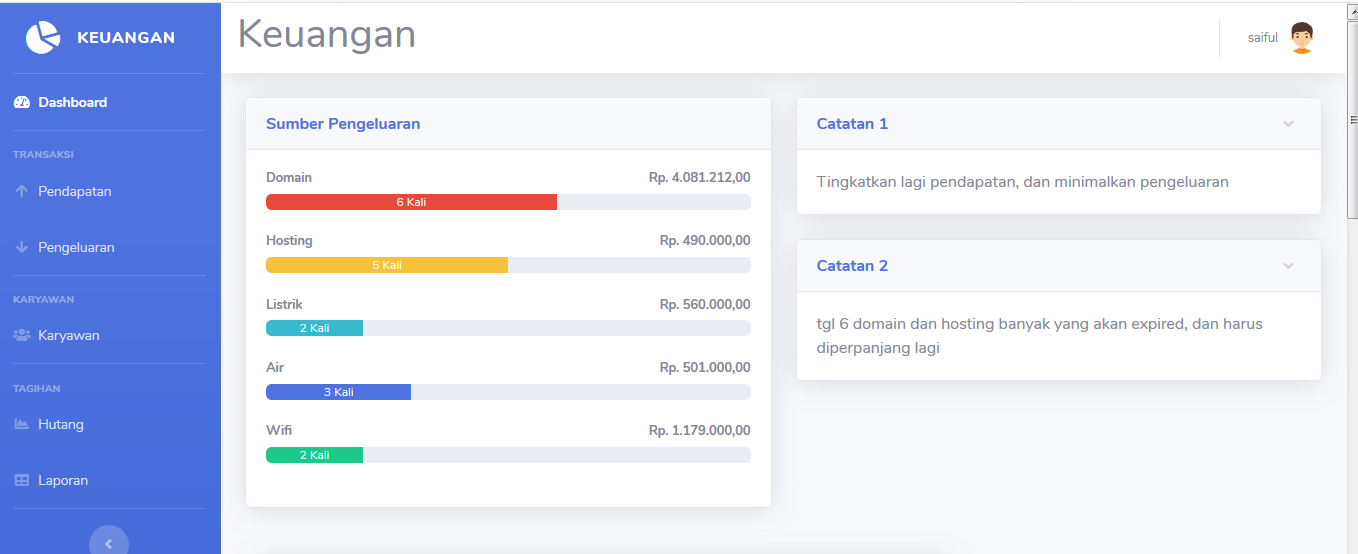 KEUANGAN
Dashboard
TRANSAKSI
Pendapatan
Pengeluaran
KARYAWAN
Karyawan
TAGIHAN
Hutang
Laporan
Keuangan
saiful
Sumber Pengeluaran
Domain Rp. 4.081.212,00
6 Kali
Hosting Rp. 490.000,00
5 Kali
Listrik Rp. 560.000,00
2 Kali
Air Rp. 501.000,00
3 Kali
Wifi Rp. 1.179.000,00
2 Kali
Catatan 1
Tingkatkan lagi pendapatan, dan minimalkan pengeluaran
Catatan 2
tgl 6 domain dan hosting banyak yang akan expired, dan harus
diperpanjang lagi